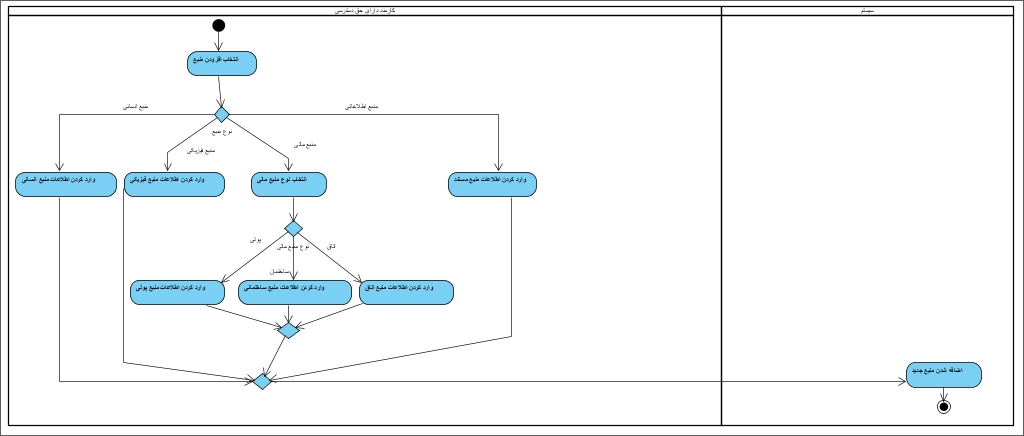 کارمند دارای حق دسترسی
سیستم
انتخاب افزودن منبع
منبع انسانی
منبع اطلاعاتی
نوع منبع
منبع مالی
منبع فیزیکی
وارد کردن اطلاعات منبع انسانی
وارد کردن اطلاعات منبع فیزیکی
انتخاب نوع منبع مالی
وارد کردن اطلاعات منبع مستند
پولی
نوع منبع مالی
اتاق
ساختمان
وارد کردن اطلاعات منبع پولی
وارد کردن اطلاعات منبع ساختمانی
وارد کردن اطلاعات منبع اتاق
اضافه شدن منبع جدید